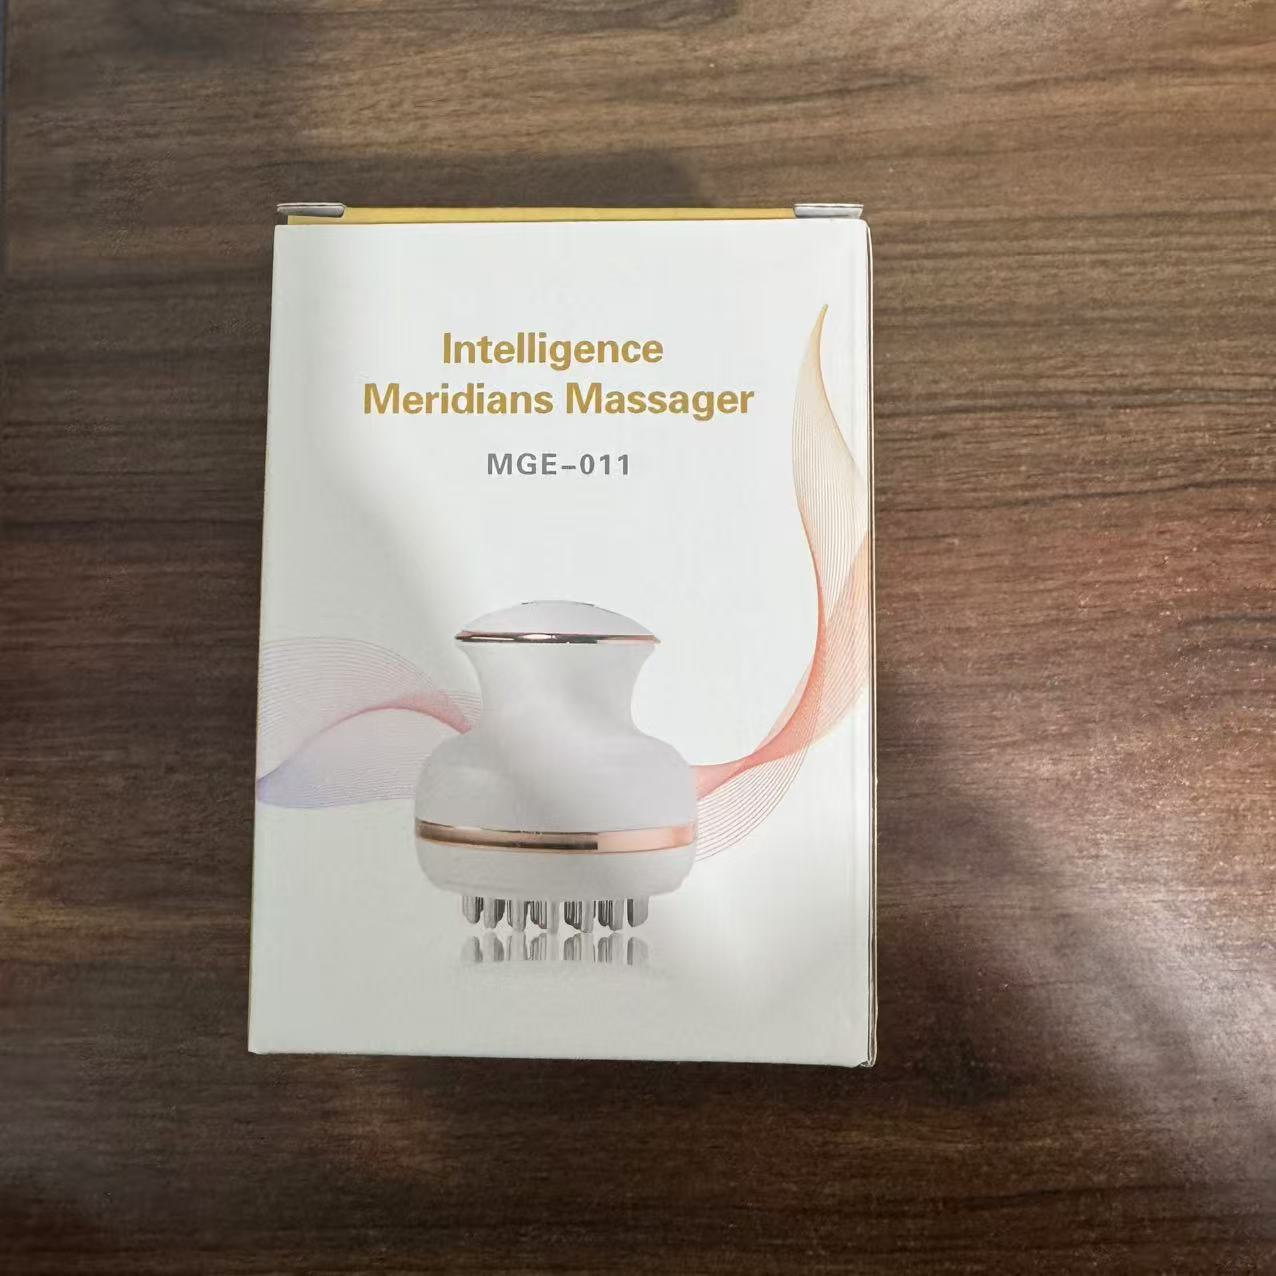 Intelligence
Meridians Massager
MGE-011